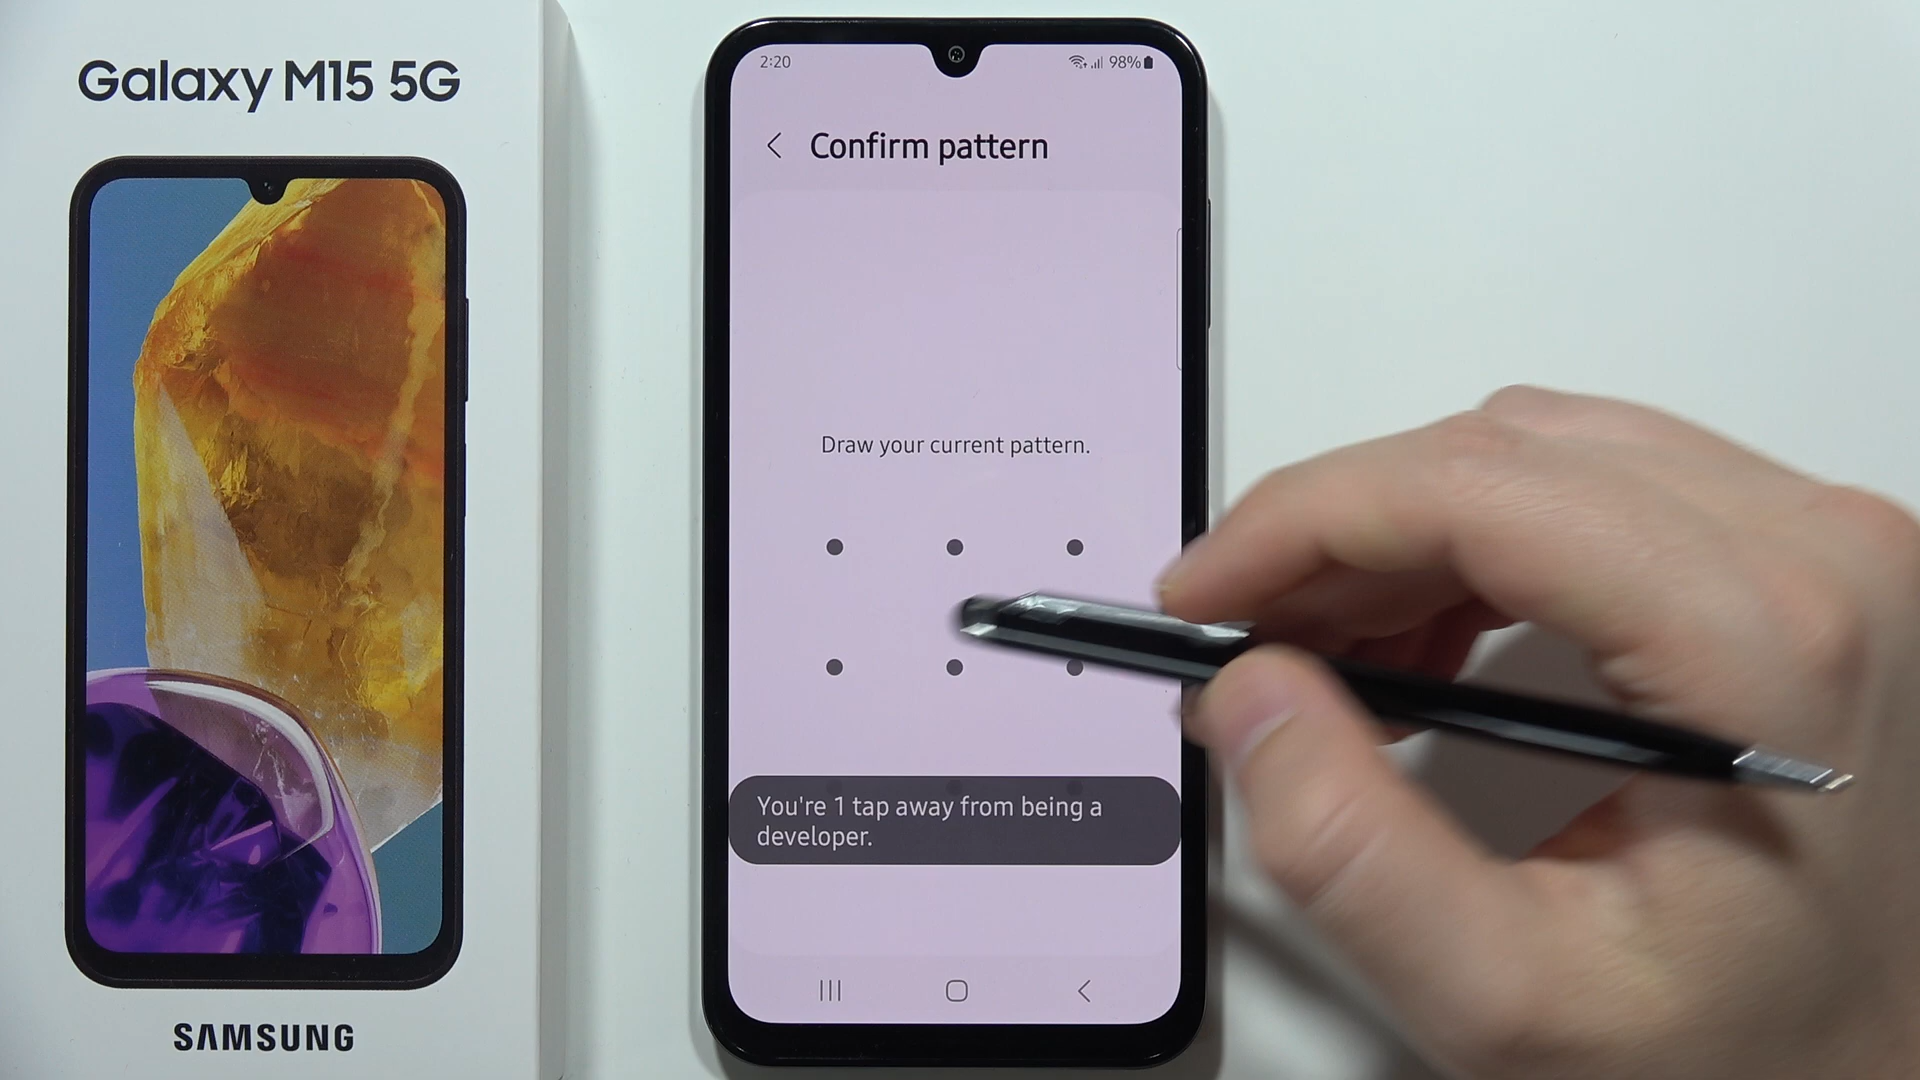 Galaxy M15 5G
SAMSUNG
2:20
98%
Confirm pattern
Draw your current pattern.
You're 1 tap away from being a
developer.